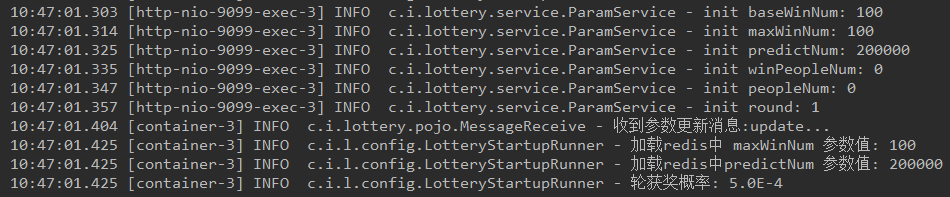 10:47:01.303 [http-nio-9099-exec-3] INFO  c.i.lottery.service.ParamService - init baseWinNum: 100
10:47:01.314 [http-nio-9099-exec-3] INFO  c.i.lottery.service.ParamService - init maxWinNum: 100
10:47:01.325 [http-nio-9099-exec-3] INFO  c.i.lottery.service.ParamService - init predictNum: 200000
10:47:01.335 [http-nio-9099-exec-3] INFO  c.i.lottery.service.ParamService - init winPeopleNum: 0
10:47:01.347 [http-nio-9099-exec-3] INFO  c.i.lottery.service.ParamService - init peopleNum: 0
10:47:01.357 [http-nio-9099-exec-3] INFO  c.i.lottery.service.ParamService - init round: 1
10:47:01.404 [container-3] INFO  c.i.lottery.pojo.MessageReceive - 收到参数更新消息:update...
10:47:01.425 [container-3] INFO  c.i.l.config.LotteryStartupRunner - 加载redis中 maxWinNum 参数值: 100
10:47:01.425 [container-3] INFO  c.i.l.config.LotteryStartupRunner - 加载redis中predictNum 参数值: 200000
10:47:01.425 [container-3] INFO  c.i.l.config.LotteryStartupRunner - 轮获奖概率: 5.0E-4